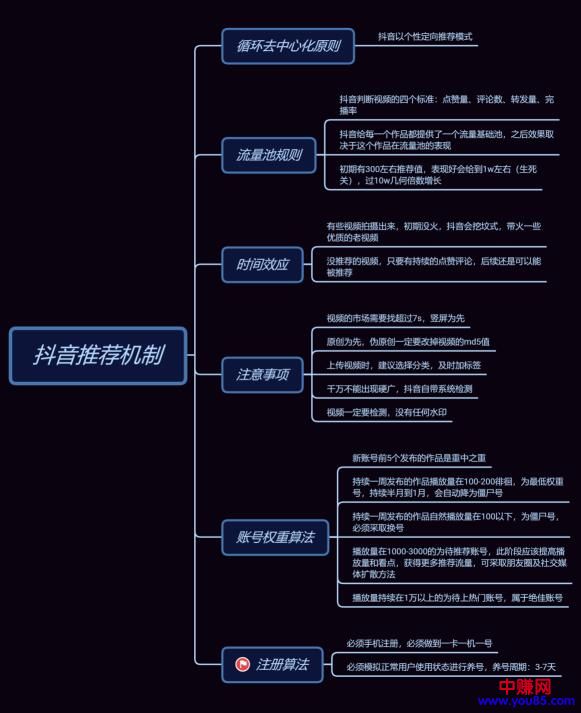 循环去中心化原则
抖音以个性定向推荐模式
抖音判断视频的四个标准：点赞量、评论数、转发量、完
播率
流量池规则
抖音给每一个作品都提供了一个流量基础池，之后效果取
决于这个作品在流量池的表现
初期有300左右推荐值，表现好会给到1w左右（生死
关），过10w几何倍数增长
有些视频拍摄出来，初期没火，抖音会挖坟式，带火一些
优质的老视频
时间效应
没推荐的视频，只要有持续的点赞评论，后续还是可以能
被推荐
抖音推荐机制
视频的市场需要找超过7s，竖屏为先
原创为先，伪原创一定要改掉视频的md5值
注意事项
上传视频时，建议选择分类，及时加标签
千万不能出现硬广，抖音自带系统检测
视频一定要检测，没有任何水印
新账号前5个发布的作品是重中之重
持续一周发布的作品播放量在100-200徘徊，为最低权重
号，持续半月到1月，会自动降为僵尸号
账号权重算法
持续一周发布的作品自然播放量在100以下，为僵尸号，
必须采取换号
播放量在1000-3000的为待推荐账号，此阶段应该提高播
放量和看点，获得更多推荐流量，可采取朋友圈及社交媒
体扩散方法
播放量持续在1万以上的为待上热门账号，属于绝佳账号
注册算法
必须手机注册，必须做到一卡一机一号
必须模拟正常用户使用状态进行养号，养号周期：3-7天
中赚网
www.you85.com